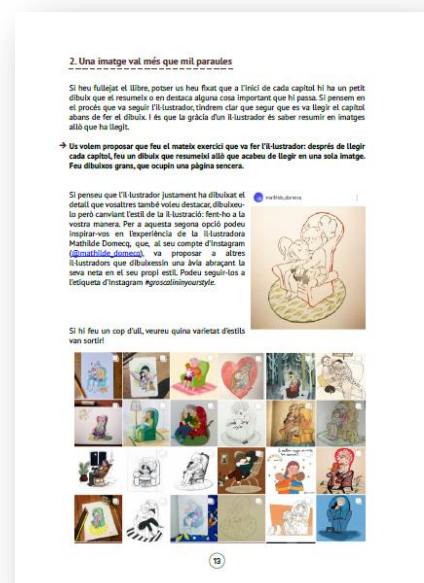 2. Una imatge val més que mil paraules
Si heu fullejat el llibre, potser us heu fixat que a l'inici de cada capítol hi ha un petit
dibuix que el resumeix o en destaca alguna cosa important que hi passa. Si pensem en
el procés que va seguir l'il·lustrador, tindrem clar que segur que es va llegir el capítol
abans de fer el dibuix. I és que la gràcia d'un il·lustrador és saber resumir en imatges
allò que ha llegit.
→ Us volem proposar que feu el mateix exercici que va fer l'il·lustrador: després de llegir
cada capítol, feu un dibuix que resumeixi allò que acabeu de llegir en una sola imatge.
Feu dibuixos grans, que ocupin una pàgina sencera.
Si penseu que l'il·lustrador justament ha dibuixat el
detall que vosaltres també voleu destacar, dibuixeu-
lo però canviant l'estil de la il·lustració: fent-ho a la
vostra manera. Per a aquesta segona opció podeu
inspirar-vos en l'experiència de la il·lustradora
Mathilde Domecq, que, al seu compte d'Instagram
(@mathilde_domecq), va proposar a altres
il·lustradors que dibuixessin una àvia abraçant la
seva neta en el seu propi estil. Podeu seguir-los a
l'etiqueta d'Instagram #groscalininyourstyle.
mathilde_domecq
Si hi feu un cop d'ull, veureu quina varietat d'estils
van sortir!
13